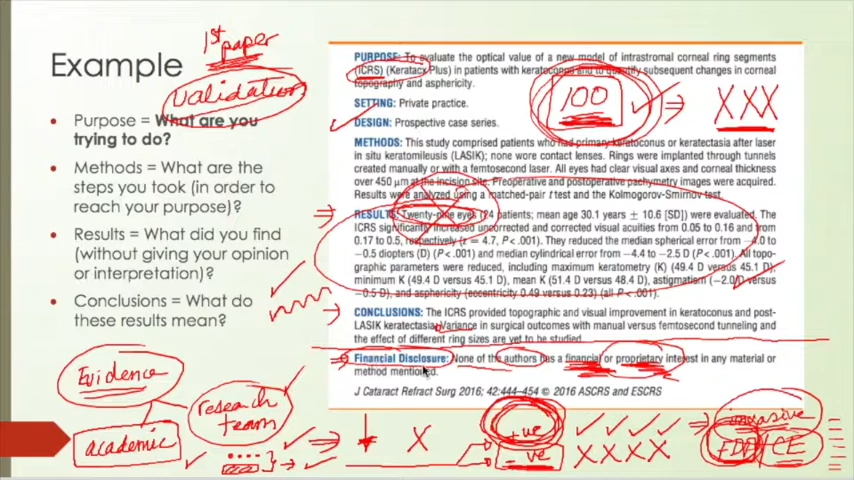 Example
1st paper
validation
• Purpose = What are you
trying to do?
• Methods = What are the
steps you took (in order to
reach your purpose)?
• Results = What did you find
(without giving your opinion
or interpretation)?
• Conclusions = What do
these results mean?
Evidence
academic
research
team
PURPOSE: To evaluate the optical value of a new model of intrastromal corneal ring segments
(ICRS) (Keratacx Plus) in patients with keratoconus and to quantify subsequent changes in corneal
topography and asphericity.
SETTING: Private practice.
DESIGN: Prospective case series.
100
XXX
METHODS: This study comprised patients who had primary keratoconus or keratectasia after laser
in situ keratomileusis (LASIK); none wore contact lenses. Rings were implanted through tunnels
created manually or with a femtosecond laser. All eyes had clear visual axes and corneal thickness
over 450 μm at the incision site. Preoperative and postoperative pachymetry images were acquired.
Results were analyzed using a matched-pair t test and the Kolmogorov-Smirnov test.
RESULTS: Twenty-nine eyes (24 patients; mean age 30.1 years ± 10.6 [SD]) were evaluated. The
ICRS significantly increased uncorrected and corrected visual acuities from 0.05 to 0.16 and from
0.17 to 0.5, respectively (z = 4.7, P < .001). They reduced the median spherical error from −4.0 to
−0.5 diopters (D) (P < .001) and median cylindrical error from −4.4 to −2.5 D (P < .001). All topo-
graphic parameters were reduced, including maximum keratometry (K) (49.4 D versus 45.1 D),
minimum K (49.4 D versus 45.1 D), mean K (51.4 D versus 48.4 D), astigmatism (−2.0 D versus
−0.5 D), and asphericity (eccentricity 0.49 versus 0.23) (all P < .001).
CONCLUSIONS: The ICRS provided topographic and visual improvement in keratoconus and post-
LASIK keratectasia. Variance in surgical outcomes with manual versus femtosecond tunneling and
the effect of different ring sizes are yet to be studied.
Financial Disclosure: None of the authors has a financial or proprietary interest in any material or
method mentioned.
J Cataract Refract Surg 2016; 42:444–454 © 2016 ASCRS and ESCRS
X
+ve
- ve
XXXX
invasive
FDA/CE